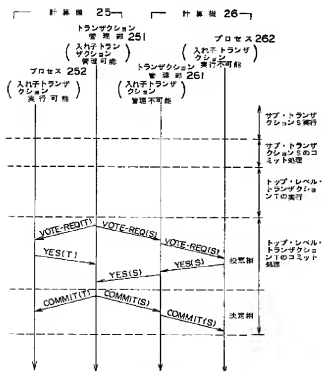 計算機 25
計算機 26
トランザクション
管理部 251
(入れ子トラン
ザクション
管理可能)
プロセス 262
(入れ子トランザ
クション
実行不可能)
プロセス 252
(入れ子トランザ
クション
実行可能)
トランザクション
管理部 261
(入れ子トランザ
クション
管理不可能)
サブ・トランザ
クションS実行
サブ・トランザ
クションSのコ
ミット処理
トップ・レベル・
トランザクショ
ンTの実行
VOTE-REQ(T)
VOTE-REQ(S)
VOTE-REQ(S)
YES(T)
YES(S)
YES(S)
投票相
トップ・レベル・
トランザクショ
ンTのコミット
処理
COMMIT(T)
COMMIT(S)
COMMIT(S)
決定相